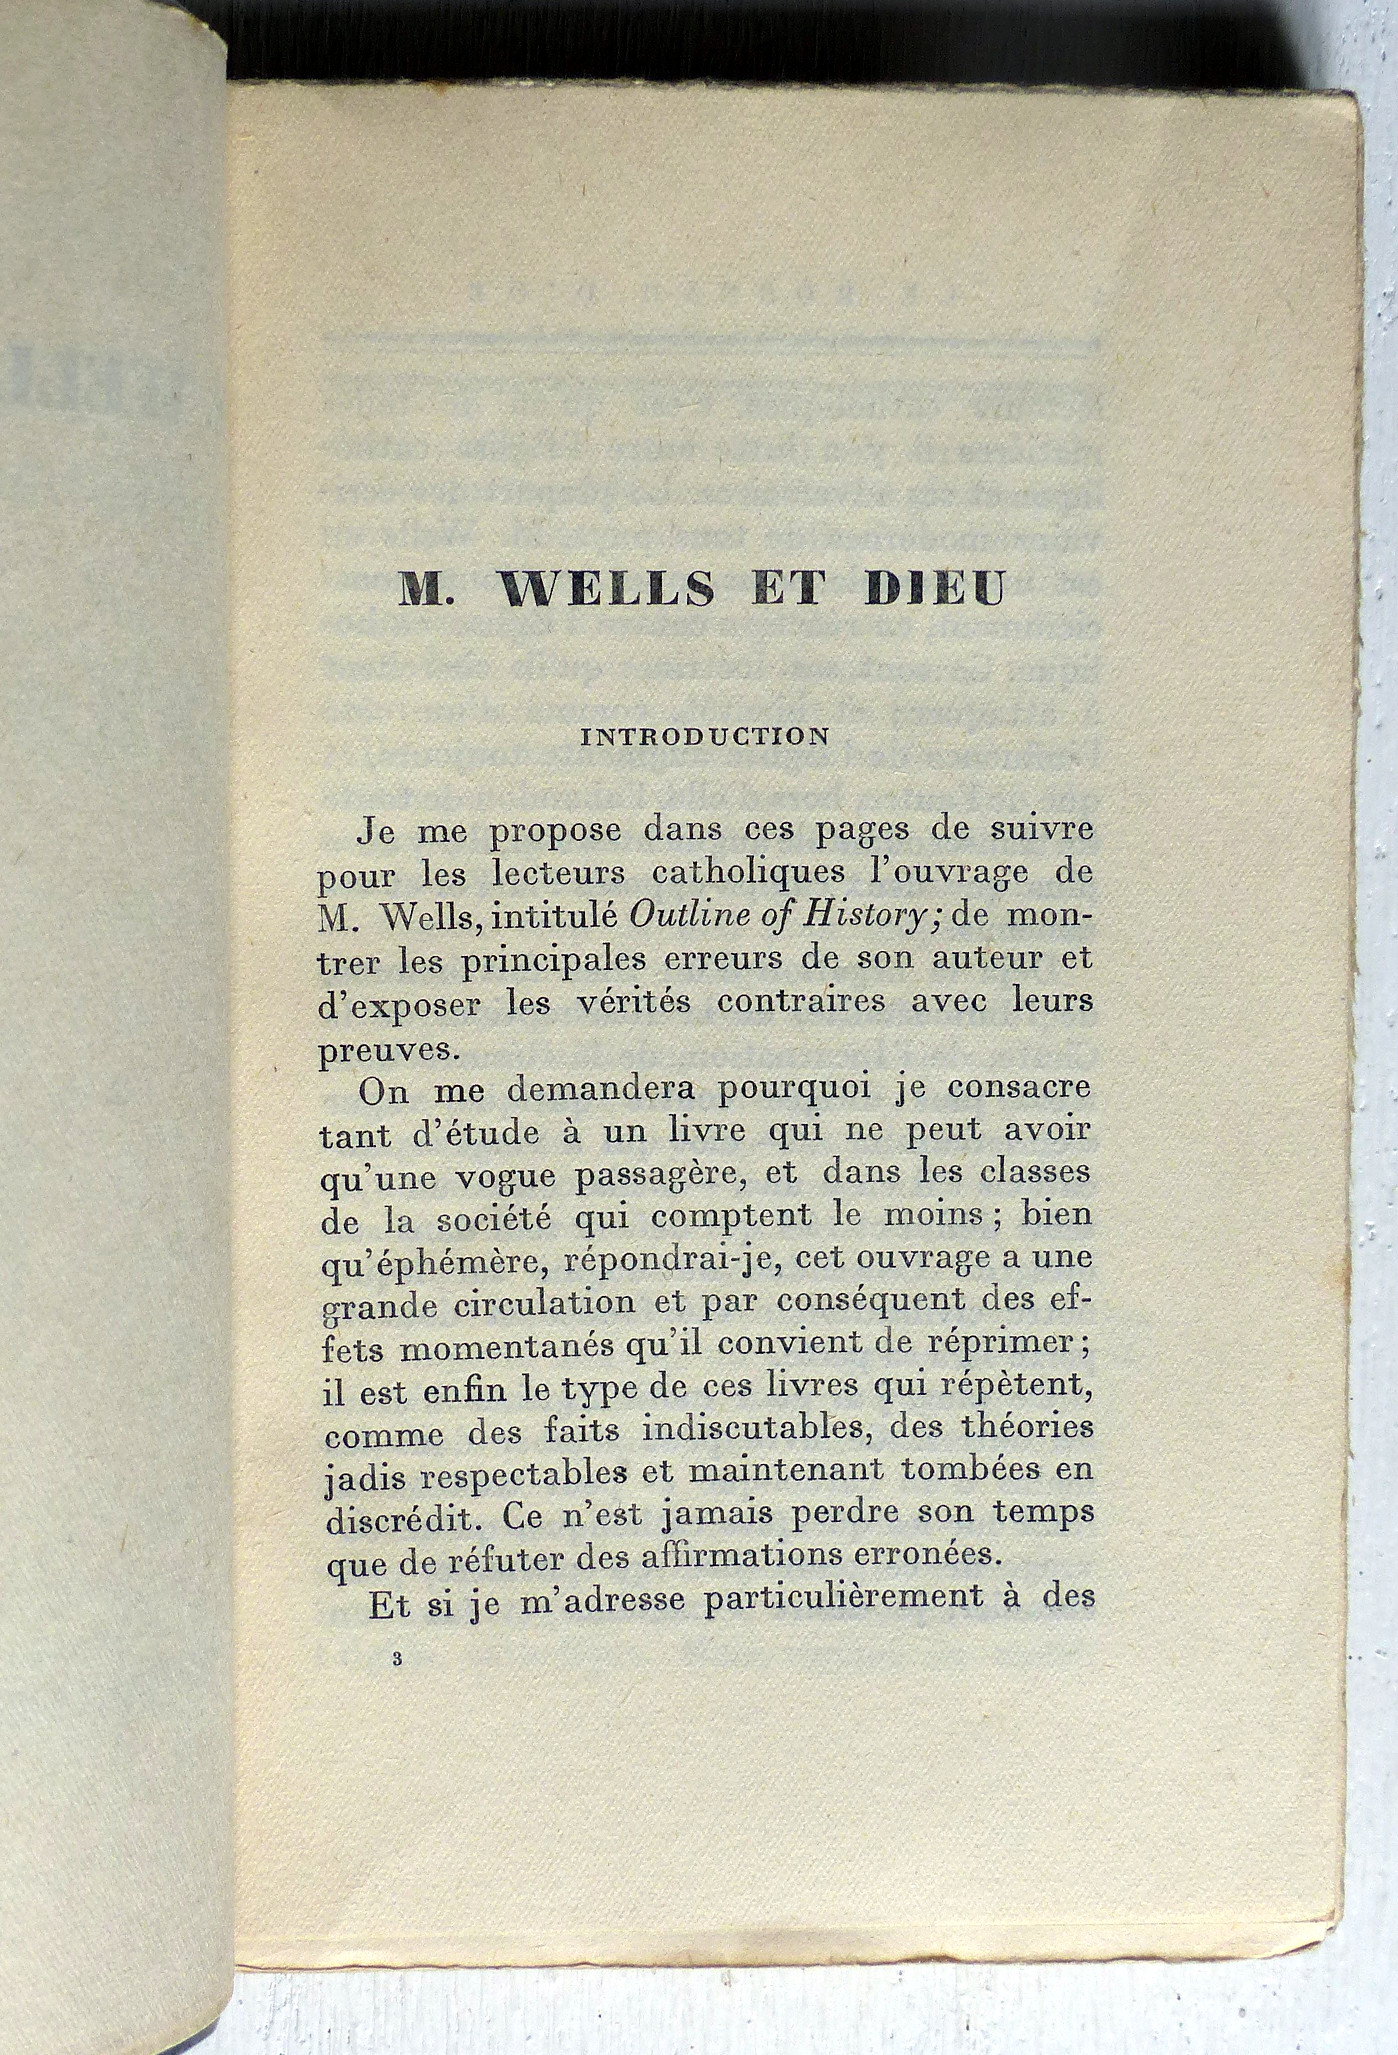 M. WELLS ET DIEU
INTRODUCTION
Je me propose dans ces pages de suivre
pour les lecteurs catholiques l'ouvrage de
M. Wells, intitulé Outline of History; de mon-
trer les principales erreurs de son auteur et
d'exposer les vérités contraires avec leurs
preuves.
On me demandera pourquoi je consacre
tant d'étude à un livre qui ne peut avoir
qu'une vogue passagère, et dans les classes
de la société qui comptent le moins; bien
qu'éphémère, répondrai-je, cet ouvrage a une
grande circulation et par conséquent des ef-
fets momentanés qu'il convient de réprimer;
il est enfin le type de ces livres qui répètent,
comme des faits indiscutables, des théories
jadis respectables et maintenant tombées en
discrédit. Ce n'est jamais perdre son temps
que de réfuter des affirmations erronées.
Et si je m'adresse particulièrement à des
3